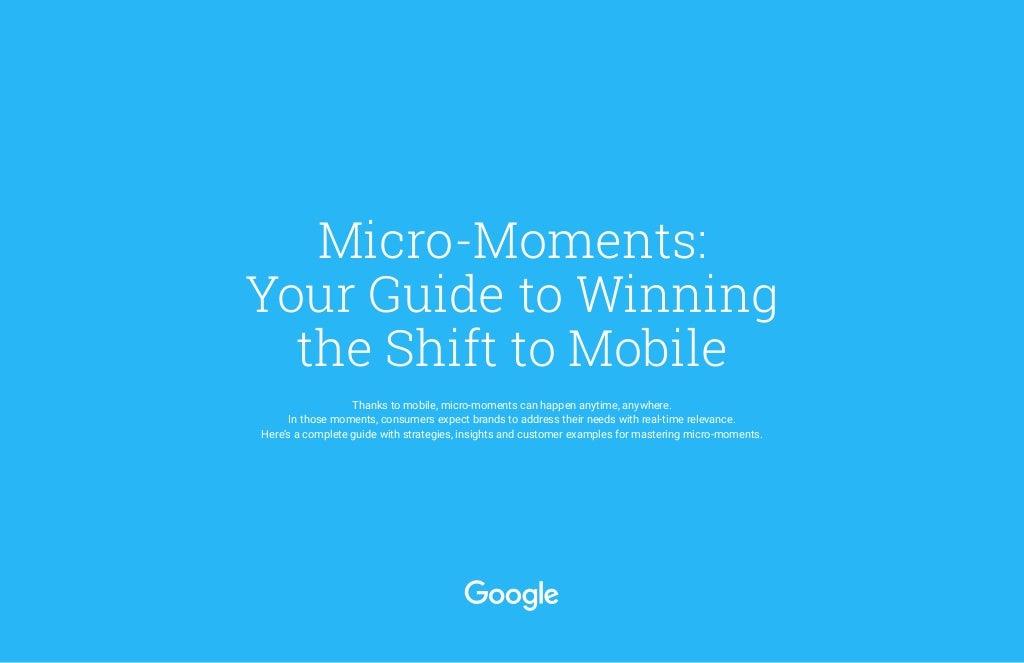 Micro-Moments:
Your Guide to Winning
the Shift to Mobile
Thanks to mobile, micro-moments can happen anytime, anywhere.
In those moments, consumers expect brands to address their needs with real-time relevance.
Here's a complete guide with strategies, insights and customer examples for mastering micro-moments.
Google